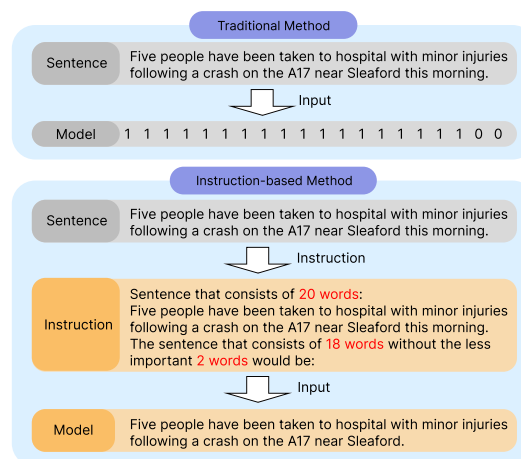 Traditional Method
Sentence
Five people have been taken to hospital with minor injuries
following a crash on the A17 near Sleaford this morning.
Input
Model
1 1 1 1 1 1 1 1 1 1 1 1 1 1 1 1 1 1 0 0
Instruction-based Method
Sentence
Five people have been taken to hospital with minor injuries
following a crash on the A17 near Sleaford this morning.
Instruction
Instruction
Sentence that consists of 20 words:
Five people have been taken to hospital with minor injuries
following a crash on the A17 near Sleaford this morning.
The sentence that consists of 18 words without the less
important 2 words would be:
Input
Model
Five people have been taken to hospital with minor injuries
following a crash on the A17 near Sleaford.